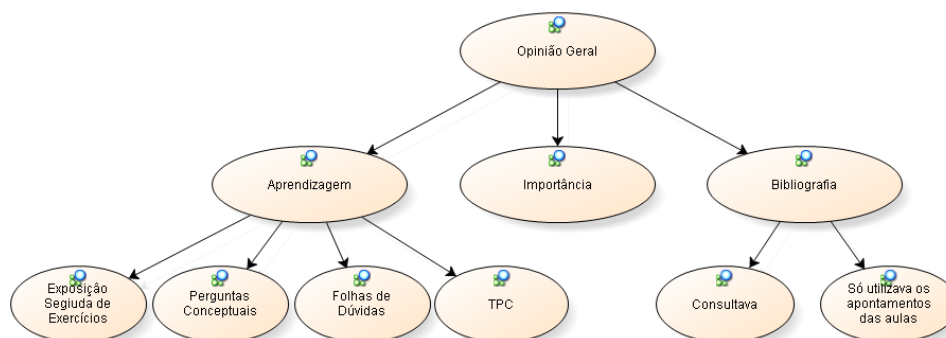 Opinião Geral
Aprendizagem
Importância
Bibliografia
Exposição
Segiuda de
Exercícios
Perguntas
Conceptuais
Folhas de
Dúvidas
TPC
Consultava
Só utilizava os
apontamentos
das aulas